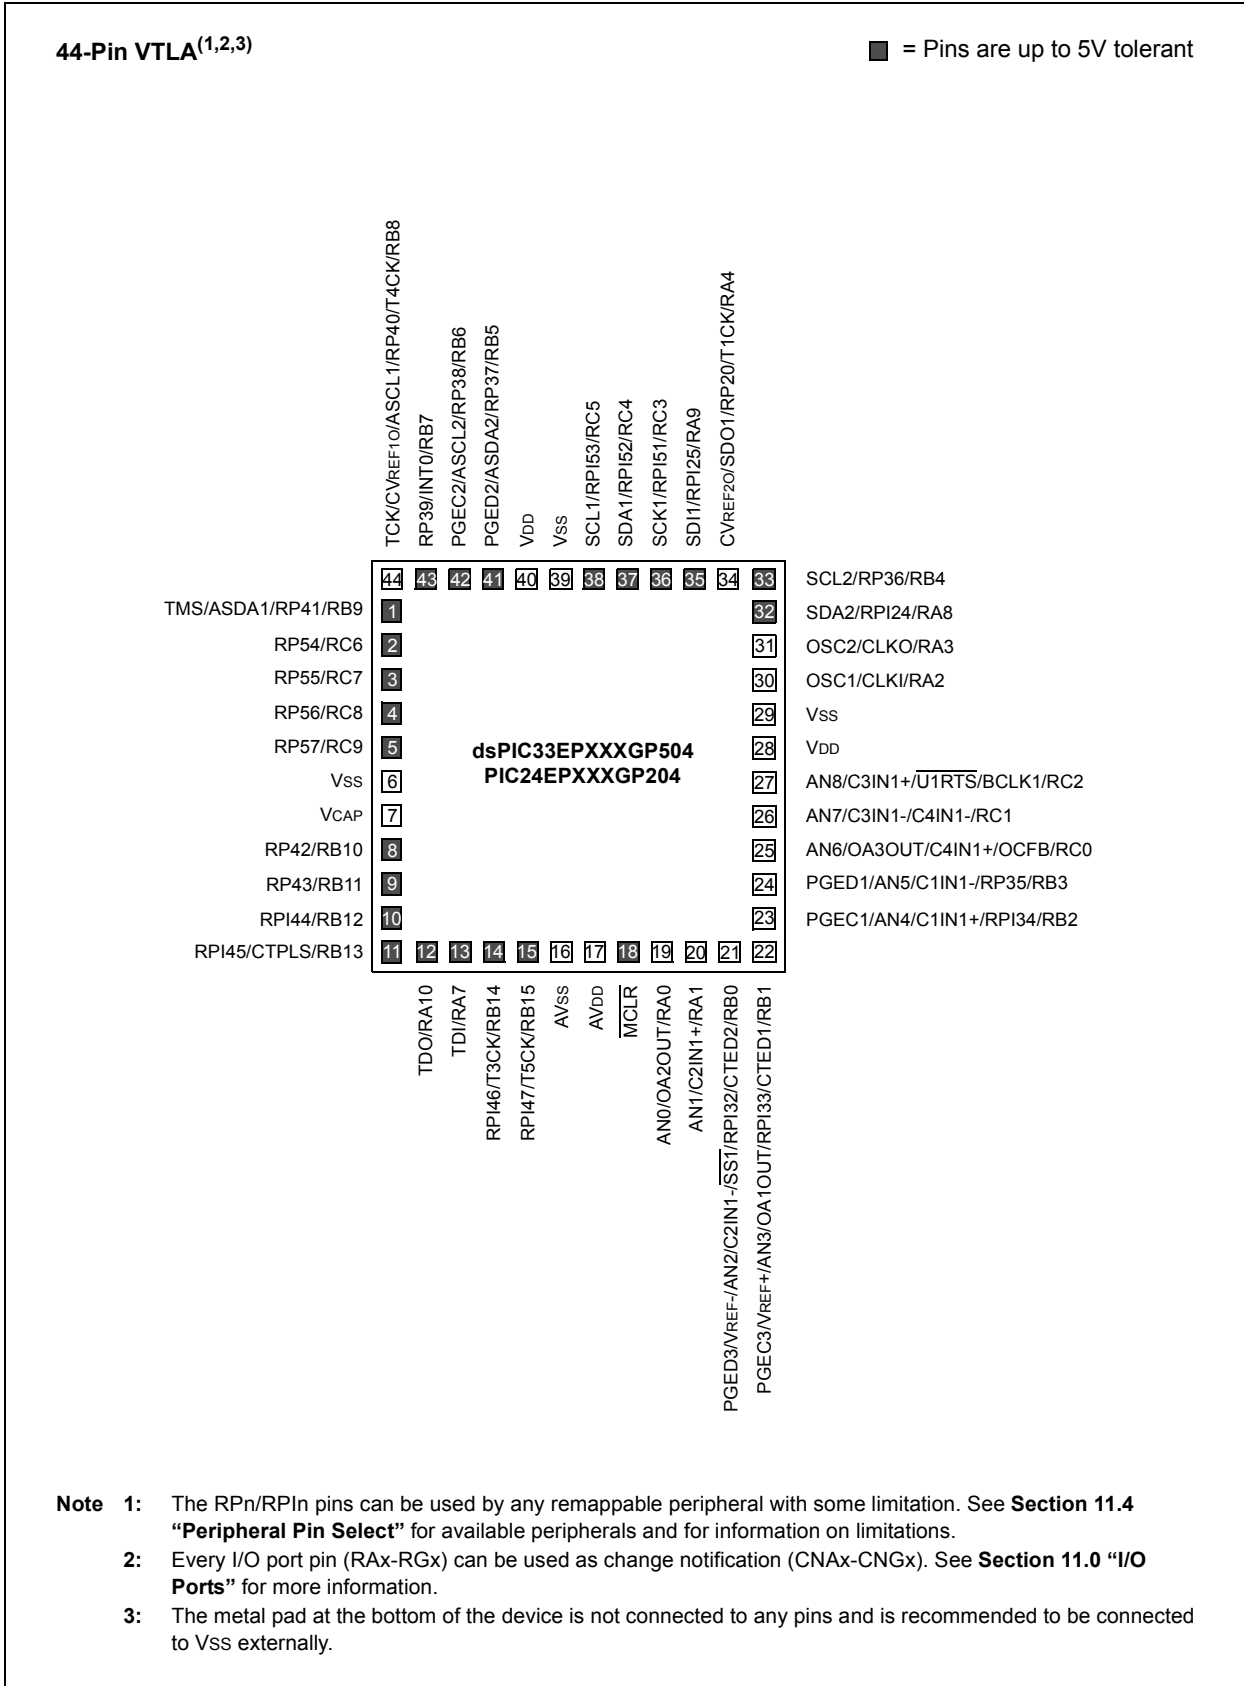 44-Pin VTLA(1,2,3)
= Pins are up to 5V tolerant
TCK/CVREF1O/ASCL1/RP40/T4CK/RB8
RP39/INT0/RB7
PGEC2/ASCL2/RP38/RB6
PGED2/ASDA2/RP37/RB5
VDD
VSS
SCL1/RPI53/RC5
SDA1/RPI52/RC4
SCK1/RPI51/RC3
SDI1/RPI25/RA9
CVREF2O/SDO1/RP20/T1CK/RA4
44 43 42 41 40 39 38 37 36 35 34 33 SCL2/RP36/RB4
TMS/ASDA1/RP41/RB9 1 32 SDA2/RPI24/RA8
RP54/RC6 2 31 OSC2/CLKO/RA3
RP55/RC7 3 30 OSC1/CLKI/RA2
RP56/RC8 4 29 VSS
RP57/RC9 5 dsPIC33EPXXXGP504 28 VDD
VSS 6 PIC24EPXXXGP204 27 AN8/C3IN1+/U1RTS/BCLK1/RC2
VCAP 7 26 AN7/C3IN1-/C4IN1-/RC1
RP42/RB10 8 25 AN6/OA3OUT/C4IN1+/OCFB/RC0
RP43/RB11 9 24 PGED1/AN5/C1IN1-/RP35/RB3
RPI44/RB12 10 23 PGEC1/AN4/C1IN1+/RPI34/RB2
RPI45/CTPLS/RB13 11 12 13 14 15 16 17 18 19 20 21 22
TDO/RA10
TDI/RA7
RPI46/T3CK/RB14
RPI47/T5CK/RB15
AVSS
AVDD
MCLR
AN0/OA2OUT/RA0
AN1/C2IN1+/RA1
PGED3/VREF-/AN2/C2IN1-/SS1/RPI32/CTED2/RB0
PGEC3/VREF+/AN3/OA1OUT/RPI33/CTED1/RB1
Note 1: The RPn/RPIn pins can be used by any remappable peripheral with some limitation. See Section 11.4
“Peripheral Pin Select” for available peripherals and for information on limitations.
2: Every I/O port pin (RAx-RGx) can be used as change notification (CNAx-CNGx). See Section 11.0 “I/O
Ports” for more information.
3: The metal pad at the bottom of the device is not connected to any pins and is recommended to be connected
to VSS externally.